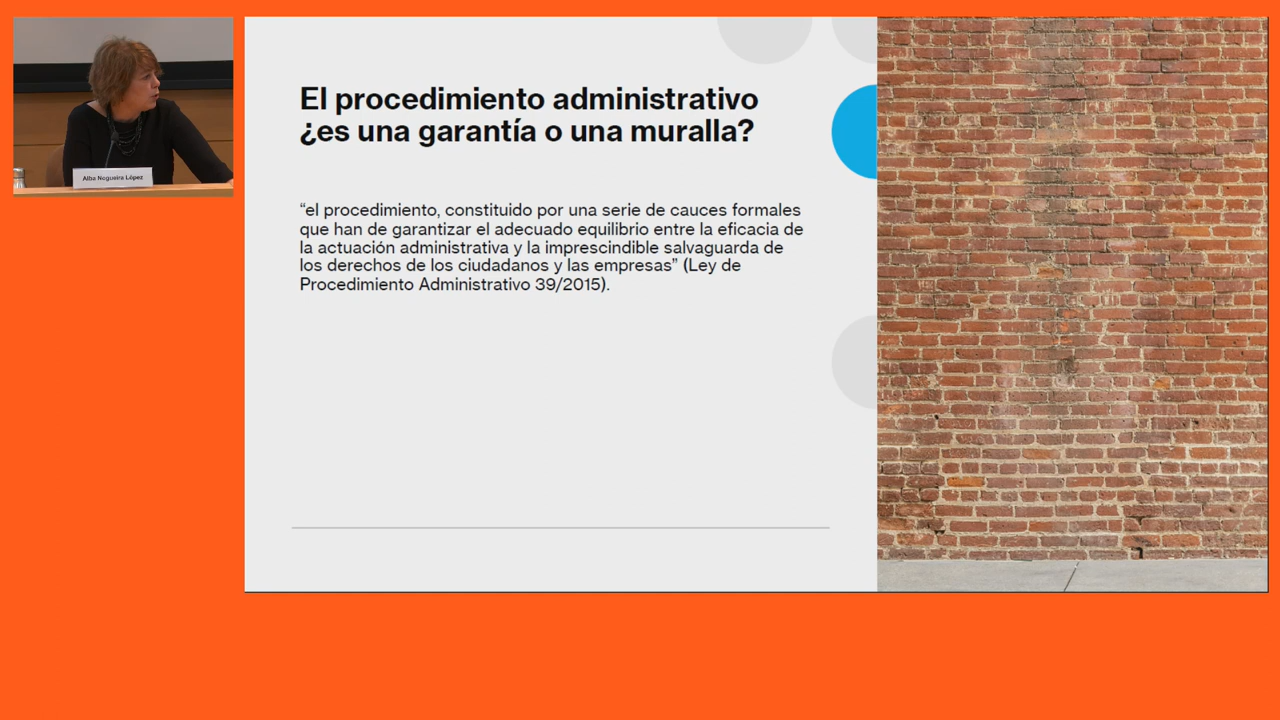 Alba Nogueira López
El procedimiento administrativo
¿es una garantía o una muralla?
“el procedimiento, constituido por una serie de cauces formales
que han de garantizar el adecuado equilibrio entre la eficacia de
la actuación administrativa y la imprescindible salvaguarda de
los derechos de los ciudadanos y las empresas” (Ley de
Procedimiento Administrativo 39/2015).